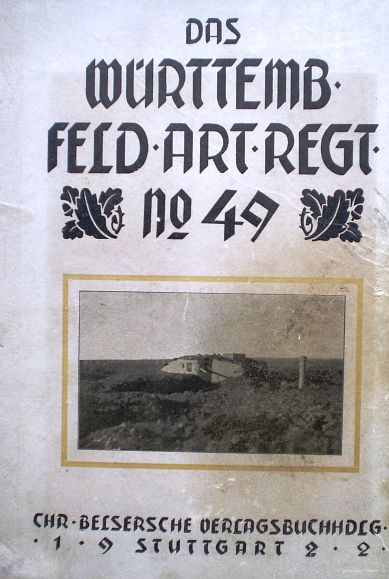 DAS
WÜRTTEMB·
FELD·ART·REGT·
No 49
CHR·BELSERSCHE VERLAGSBUCHHDLG·
·1·9 STUTTGART 2·2·